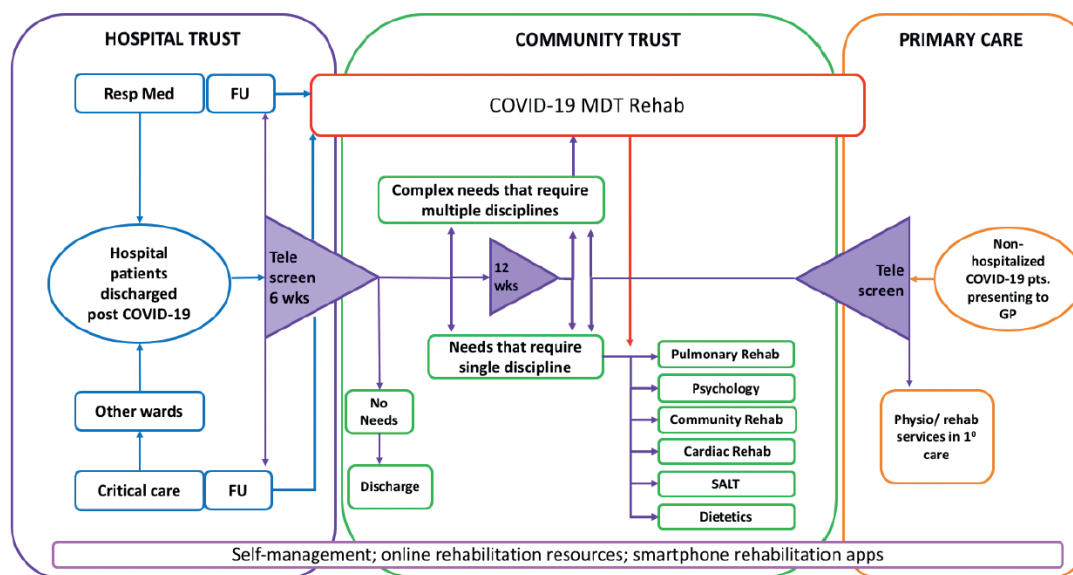 HOSPITAL TRUST
COMMUNITY TRUST
PRIMARY CARE
Resp Med
FU
COVID-19 MDT Rehab
Complex needs that require
multiple disciplines
Hospital
patients
discharged
post COVID-19
Tele
screen
6 wks
12
wks
Tele
screen
Non-
hospitalized
COVID-19 pts.
presenting to
GP
Needs that require
single discipline
Pulmonary Rehab
Psychology
Community Rehab
Cardiac Rehab
SALT
Dietetics
No
Needs
Discharge
Other wards
Critical care
FU
Physio/ rehab
services in 1⁰
care
Self-management; online rehabilitation resources; smartphone rehabilitation apps